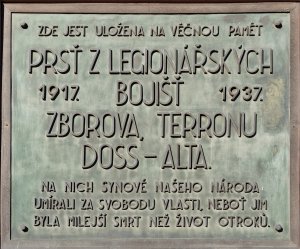 ZDE JEST ULOŽENA NA VĚČNOU PAMĚŤ
PRSŤ Z LEGIONÁŘSKÝCH
1917. BOJIŠŤ 1937.
ZBOROVA, TERRONU
DOSS-ALTA.
NA NICH SYNOVÉ NAŠEHO NÁRODA
UMÍRALI ZA SVOBODU VLASTI, NEBOŤ JIM
BYLA MILEJŠÍ SMRT NEŽ ŽIVOT OTROKŮ.